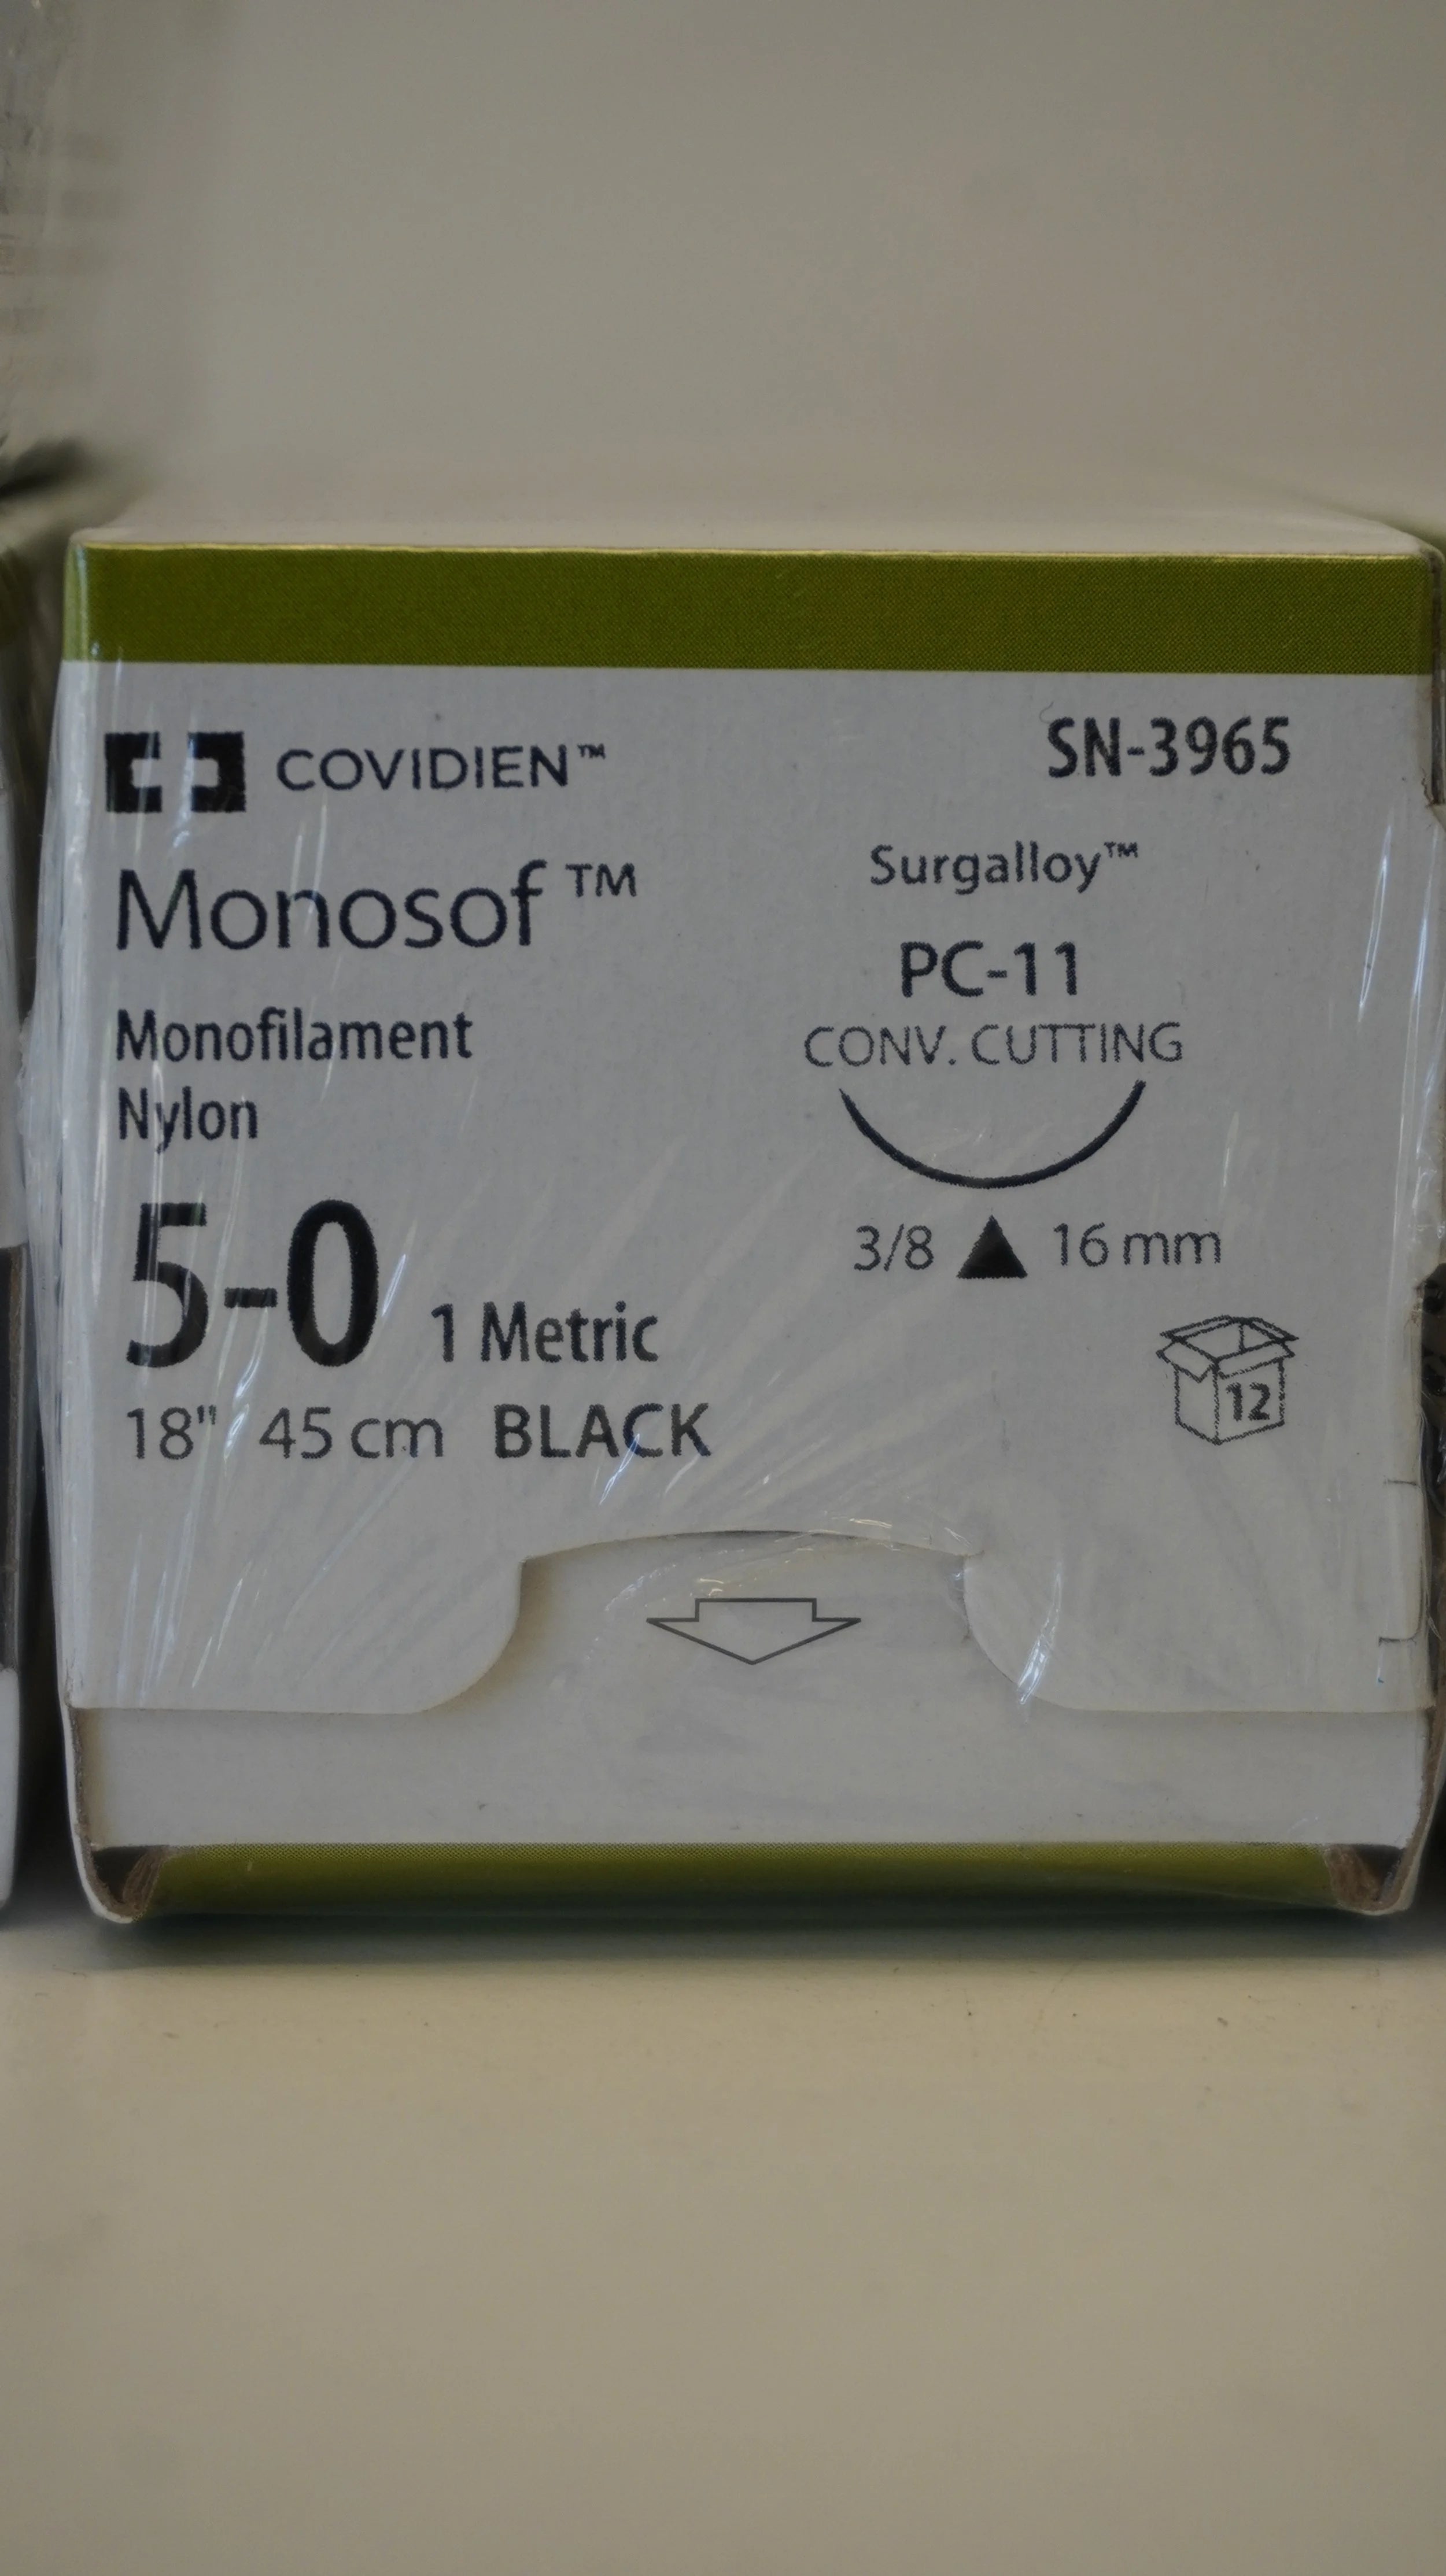 COVIDIEN™
SN-3965
Monosof™
Monofilament
Nylon
5-0 1 Metric
18" 45 cm BLACK
Surgalloy™
PC-11
CONV. CUTTING
3/8 16 mm
12